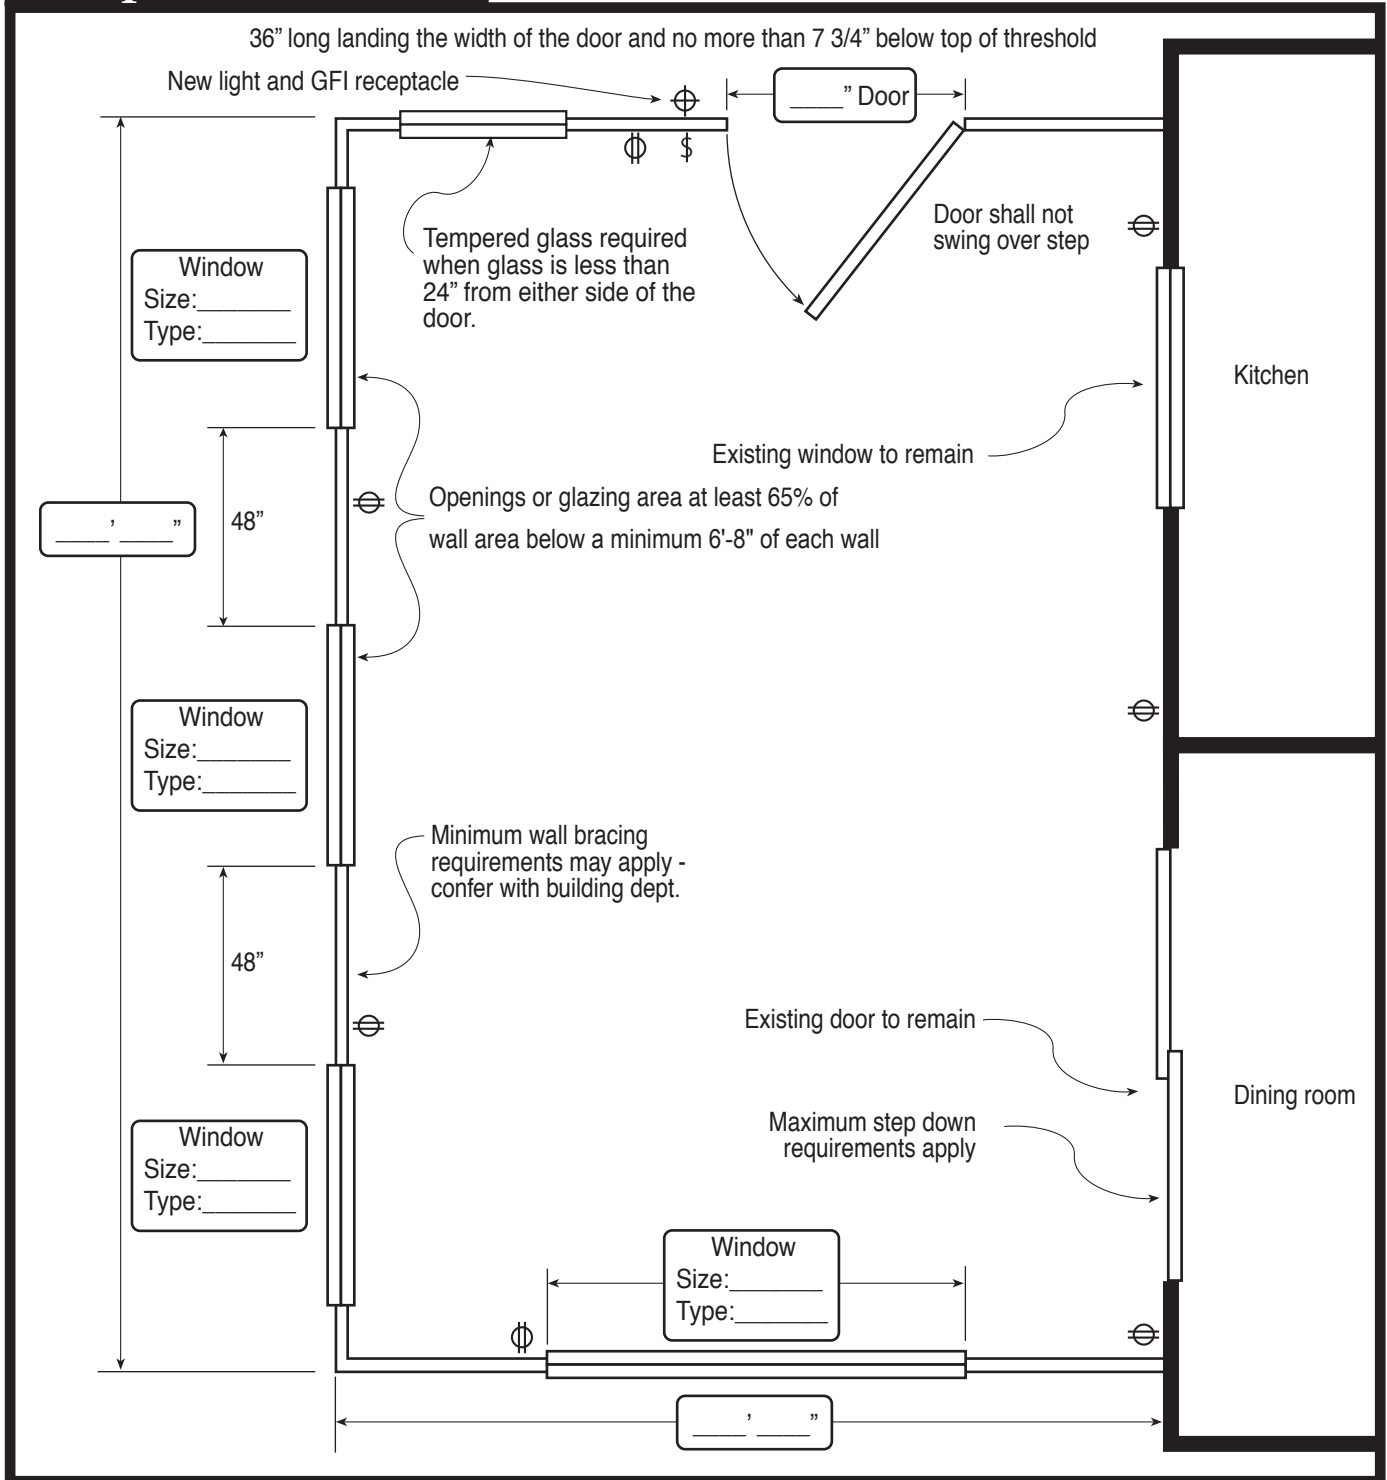 36” long landing the width of the door and no more than 7 3/4” below top of threshold
New light and GFI receptacle
____” Door
Tempered glass required
when glass is less than
24” from either side of the
door.
Door shall not
swing over step
Window
Size:_______
Type:_______
Kitchen
Existing window to remain
Openings or glazing area at least 65% of
wall area below a minimum 6'-8" of each wall
48”
____’ ____”
Window
Size:_______
Type:_______
Minimum wall bracing
requirements may apply -
confer with building dept.
48”
Existing door to remain
Dining room
Maximum step down
requirements apply
Window
Size:_______
Type:_______
Window
Size:_______
Type:_______
____’ ____”